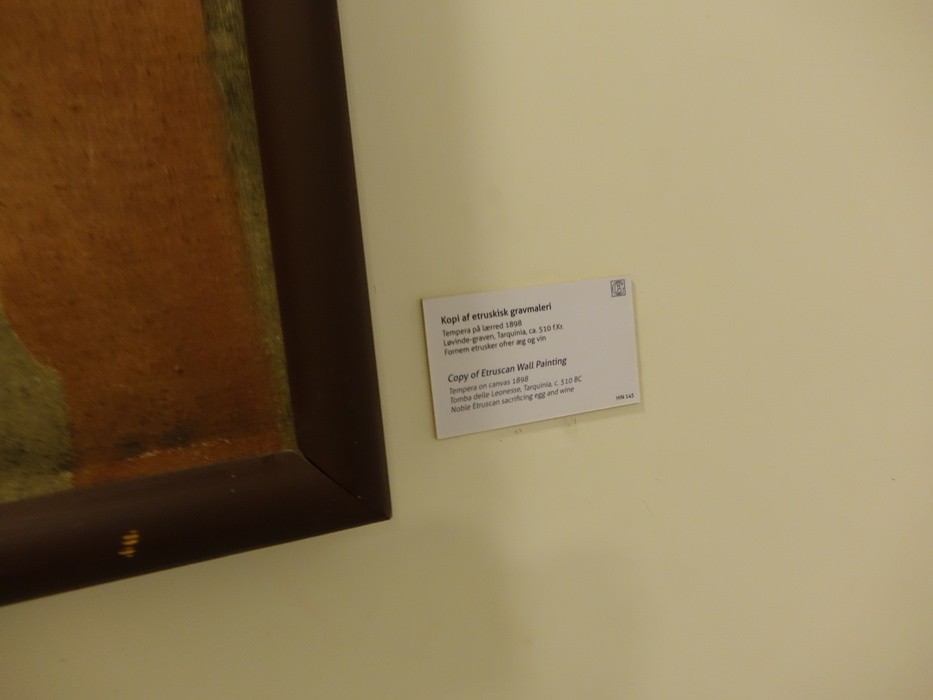 Kopi af etruskisk gravmaleri
Tempera på lærred 1898
Løvinde-graven, Tarquinia, ca. 510 f.Kr.
Fornem etrusker ofrer æg og vin
Copy of Etruscan Wall Painting
Tempera on canvas 1898
Tomba delle Leonesse, Tarquinia, c. 510 BC
Noble Etruscan sacrificing egg and wine
HIN 145